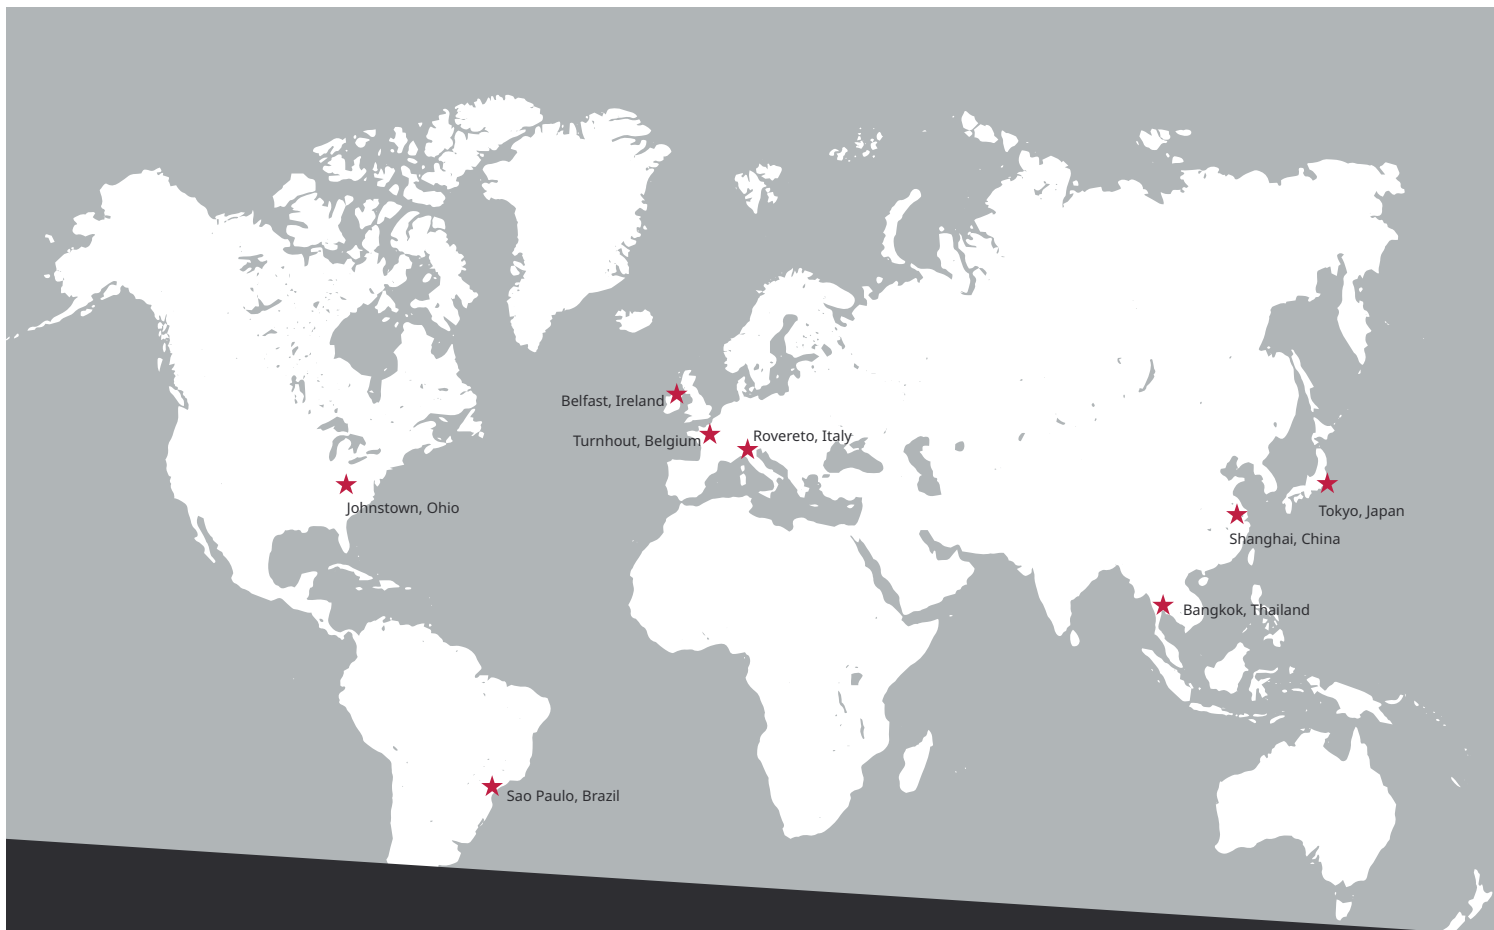 Belfast, Ireland
Turnhout, Belgium
Rovereto, Italy
Johnstown, Ohio
Tokyo, Japan
Shanghai, China
Bangkok, Thailand
Sao Paulo, Brazil